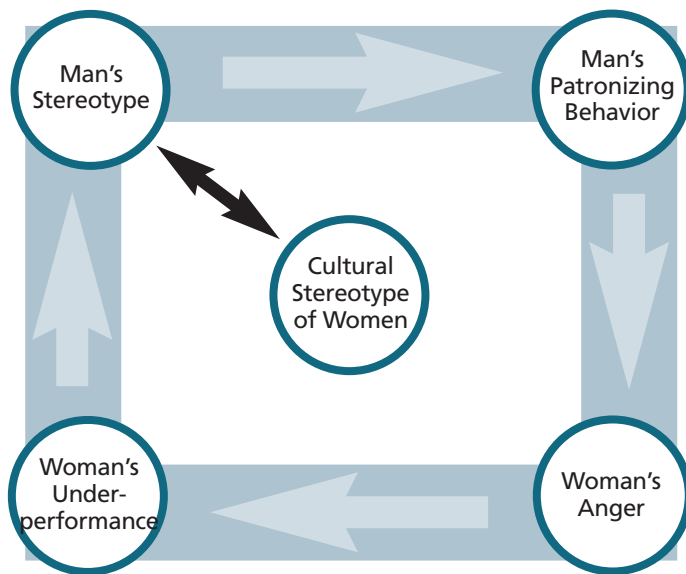 Man's
Stereotype
Man's
Patronizing
Behavior
Cultural
Stereotype
of Women
Woman's
Under-
performance
Woman's
Anger